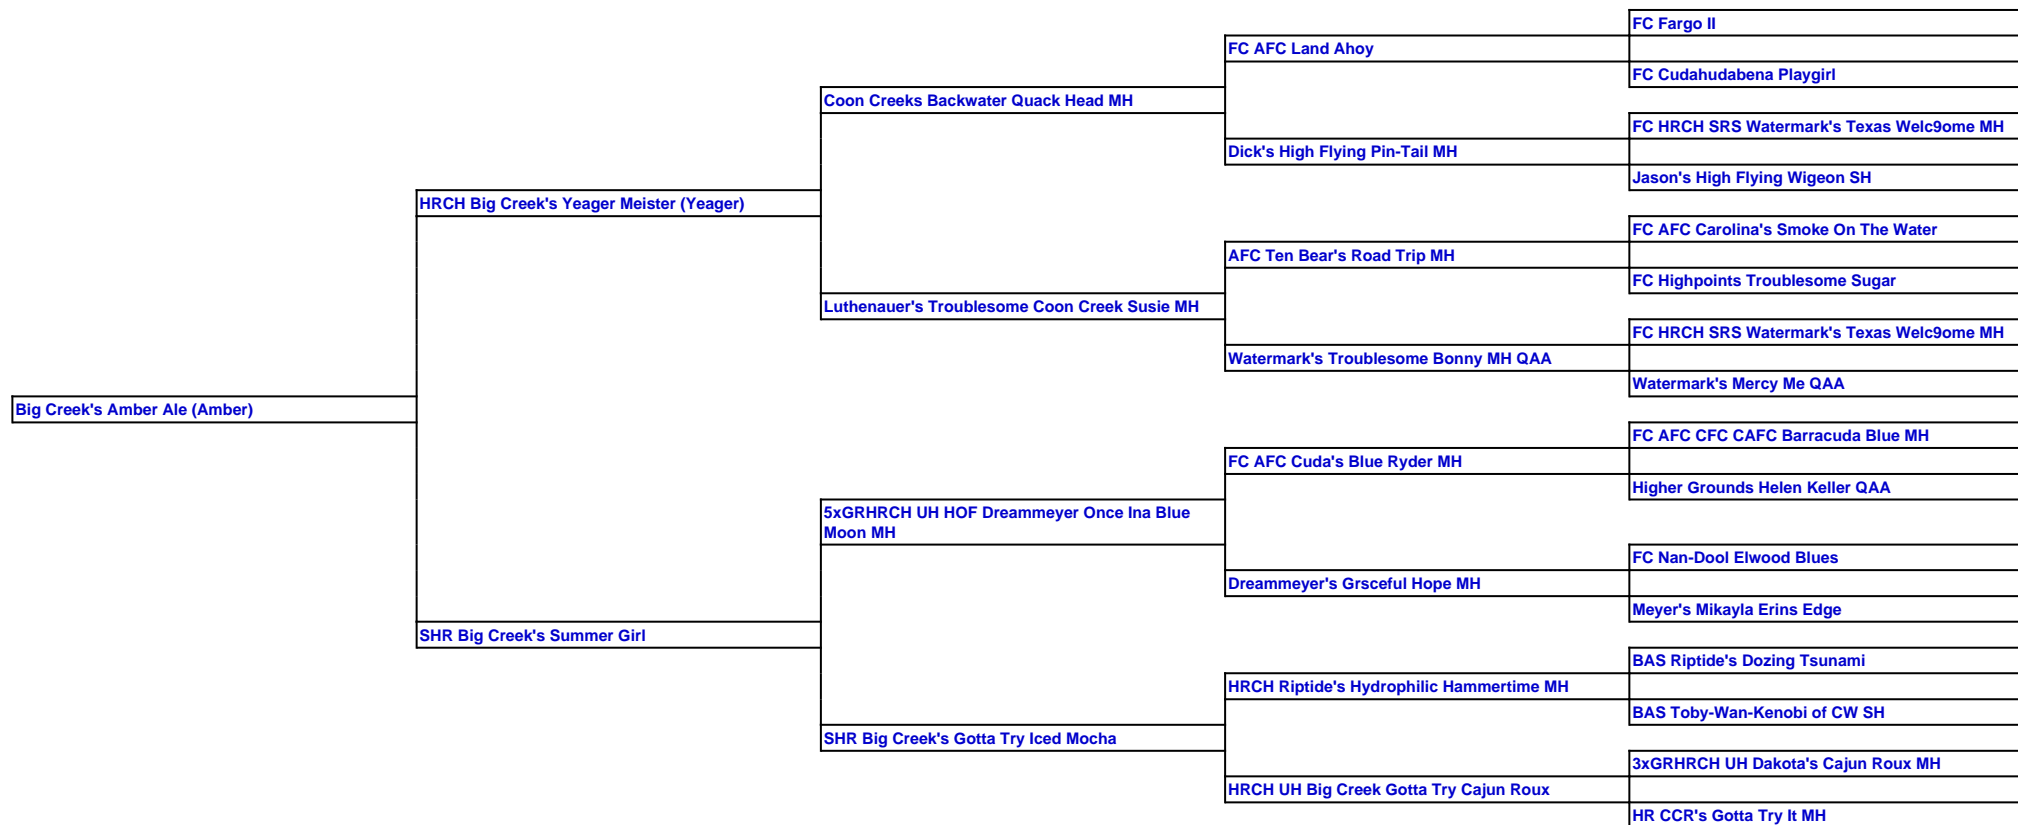 FC Fargo II
FC AFC Land Ahoy
FC Cudahudabena Playgirl
Coon Creeks Backwater Quack Head MH
FC HRCH SRS Watermark's Texas Welc9ome MH
Dick's High Flying Pin-Tail MH
Jason's High Flying Wigeon SH
HRCH Big Creek's Yeager Meister (Yeager)
FC AFC Carolina's Smoke On The Water
AFC Ten Bear's Road Trip MH
FC Highpoints Troublesome Sugar
Luthenauer's Troublesome Coon Creek Susie MH
FC HRCH SRS Watermark's Texas Welc9ome MH
Watermark's Troublesome Bonny MH QAA
Watermark's Mercy Me QAA
Big Creek's Amber Ale (Amber)
FC AFC CFC CAFC Barracuda Blue MH
FC AFC Cuda's Blue Ryder MH
Higher Grounds Helen Keller QAA
5xGRHRCH UH HOF Dreammeyer Once Ina Blue
Moon MH
FC Nan-Dool Elwood Blues
Dreammeyer's Grsceful Hope MH
Meyer's Mikayla Erins Edge
SHR Big Creek's Summer Girl
BAS Riptide's Dozing Tsunami
HRCH Riptide's Hydrophilic Hammertime MH
BAS Toby-Wan-Kenobi of CW SH
SHR Big Creek's Gotta Try Iced Mocha
3xGRHRCH UH Dakota's Cajun Roux MH
HRCH UH Big Creek Gotta Try Cajun Roux
HR CCR's Gotta Try It MH